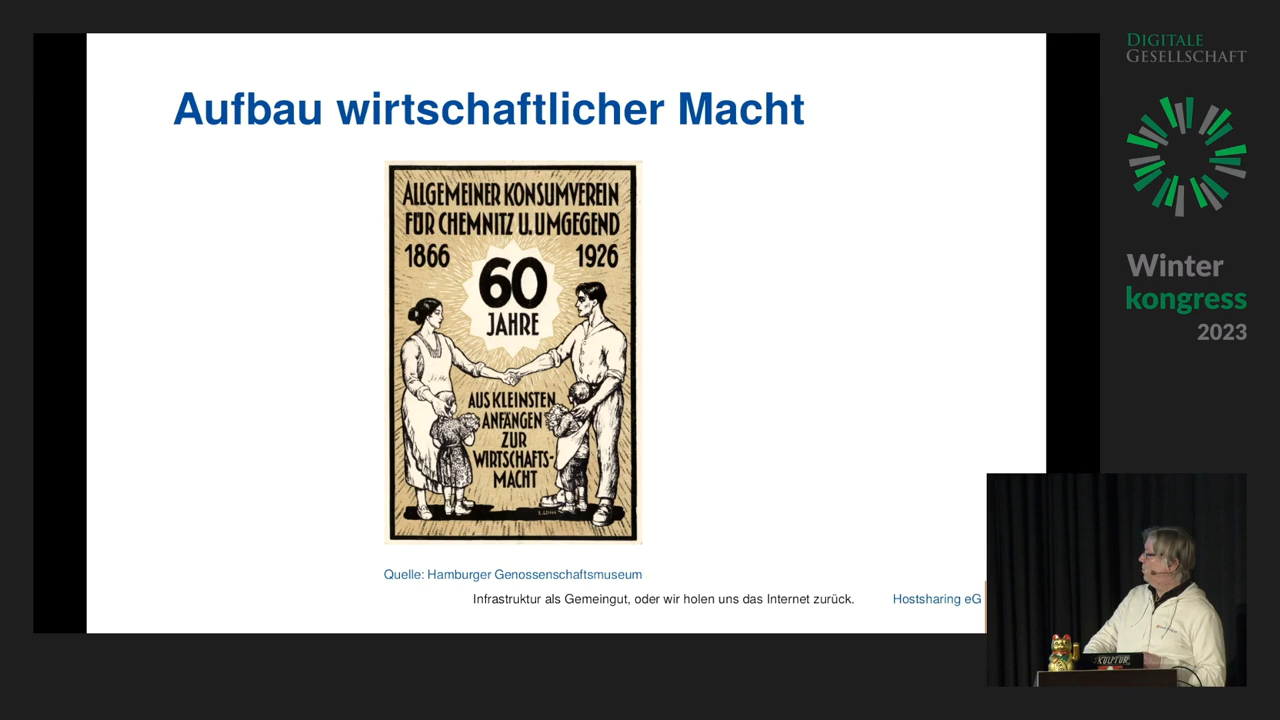 Aufbau wirtschaftlicher Macht
ALLGEMEINER KONSUMVEREIN
FÜR CHEMNITZ U. UMGEGEND
1866 1926
60
JAHRE
AUS KLEINSTEN
ANFÄNGEN
ZUR
WIRTSCHAFTS-
MACHT
Quelle: Hamburger Genossenschaftsmuseum
Infrastruktur als Gemeingut, oder wir holen uns das Internet zurück. Hostsharing eG
DIGITALE
GESELLSCHAFT
Winter
kongress
2023
KULPTUR